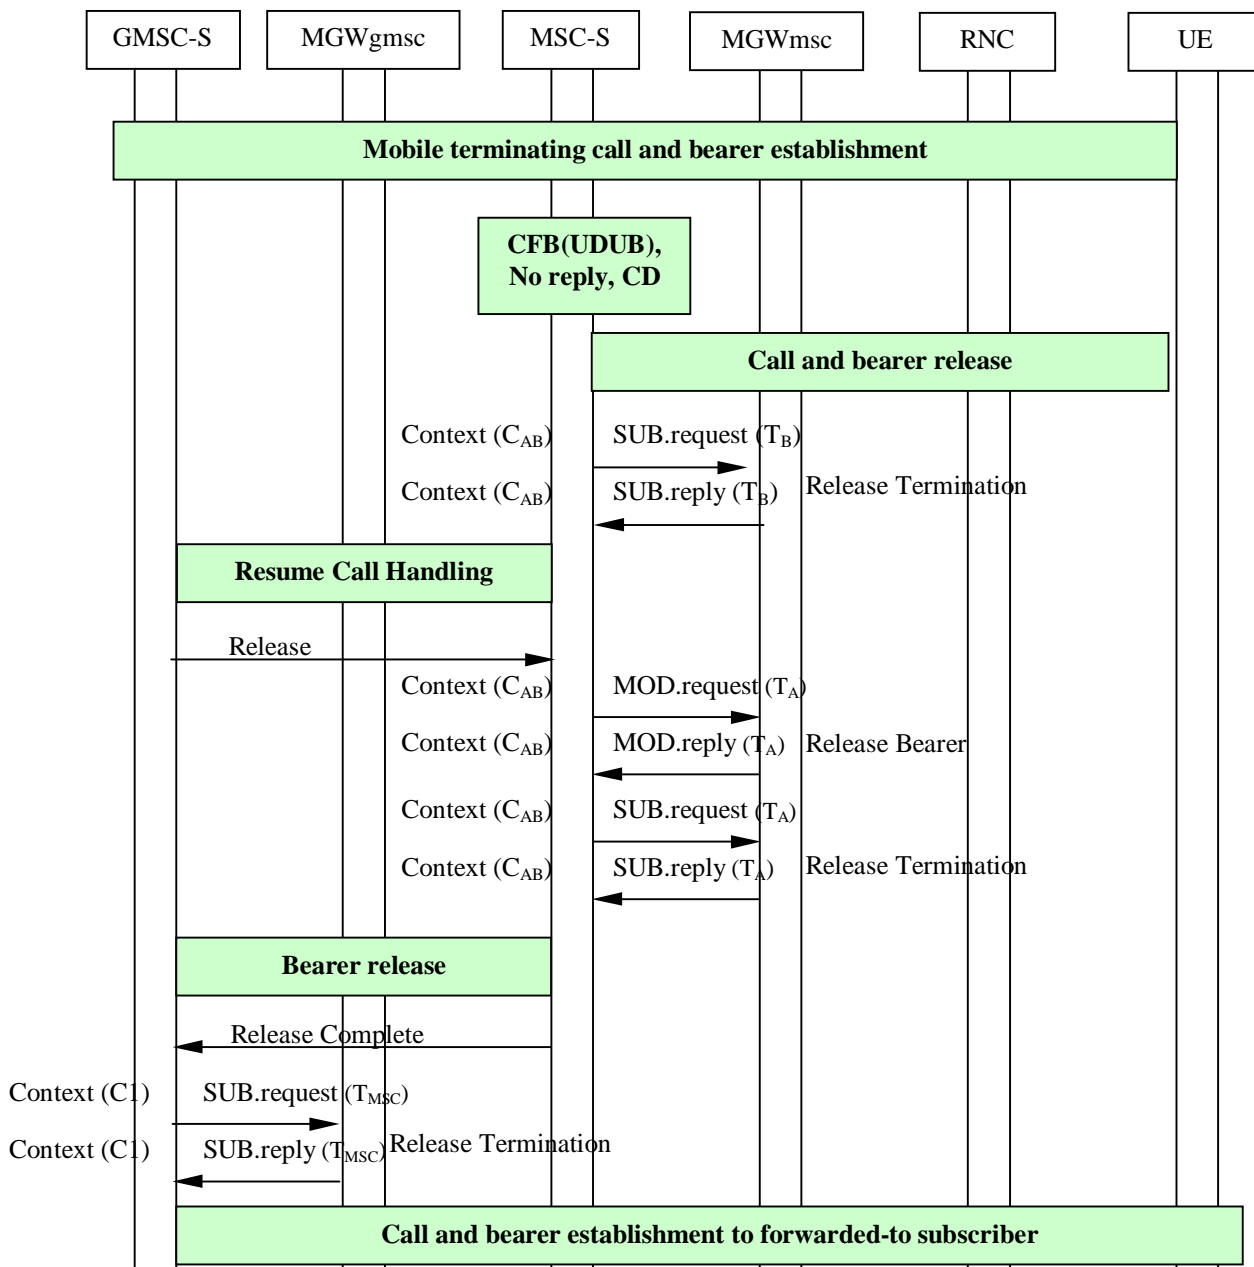 GMSC-S MGWgmsc MSC-S MGWmsc RNC UE
Mobile terminating call and bearer establishment
CFB(UDUB),
No reply, CD
Call and bearer release
Context (CAB) SUB.request (TB)
Context (CAB) SUB.reply (TB) Release Termination
Resume Call Handling
Release
Context (CAB) MOD.request (TA)
Context (CAB) MOD.reply (TA) Release Bearer
Context (CAB) SUB.request (TA)
Context (CAB) SUB.reply (TA) Release Termination
Bearer release
Release Complete
Context (C1) SUB.request (TMSC)
Context (C1) SUB.reply (TMSC) Release Termination
Call and bearer establishment to forwarded-to subscriber